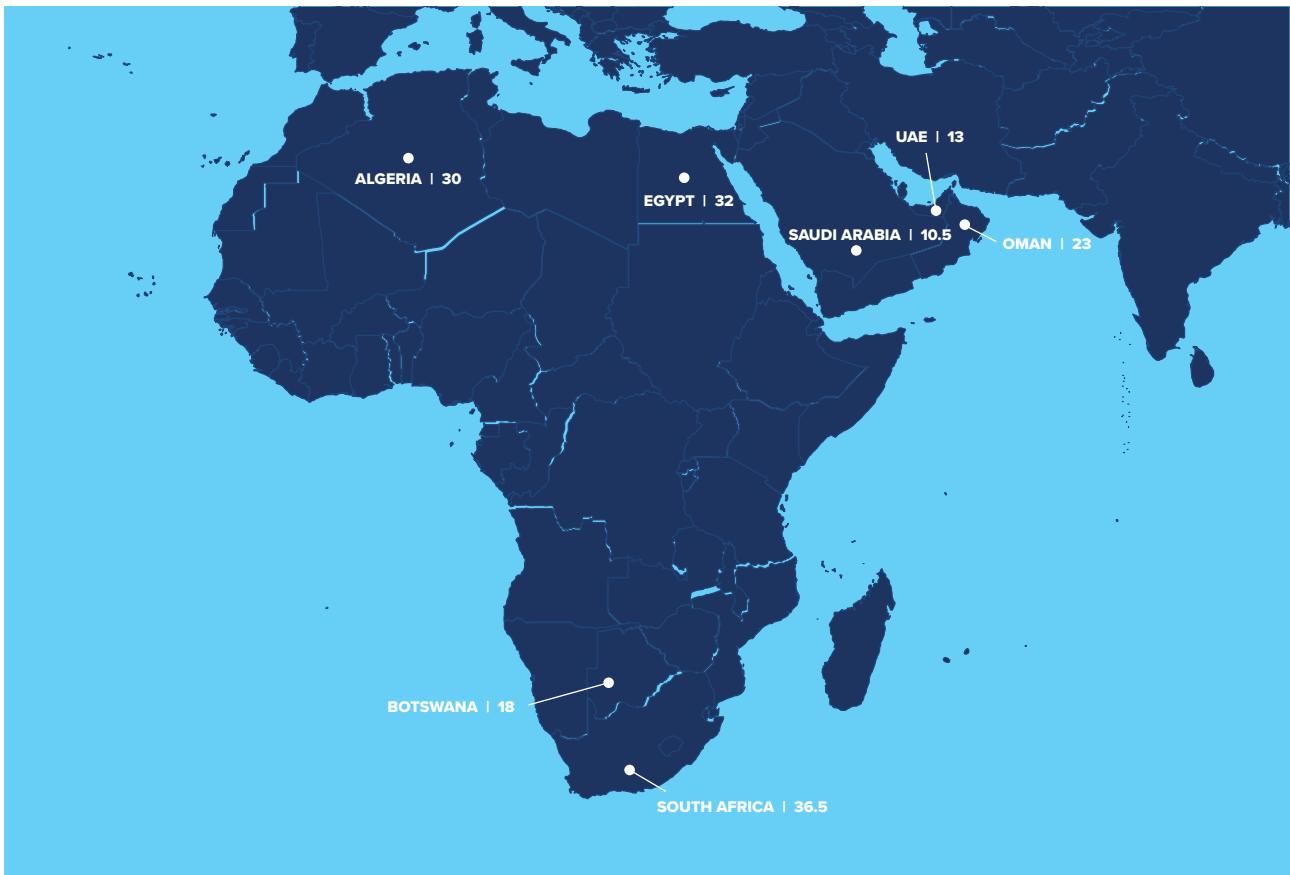 UAE | 13
ALGERIA | 30
EGYPT | 32
SAUDI ARABIA | 10.5
OMAN | 23
BOTSWANA | 18
SOUTH AFRICA | 36.5